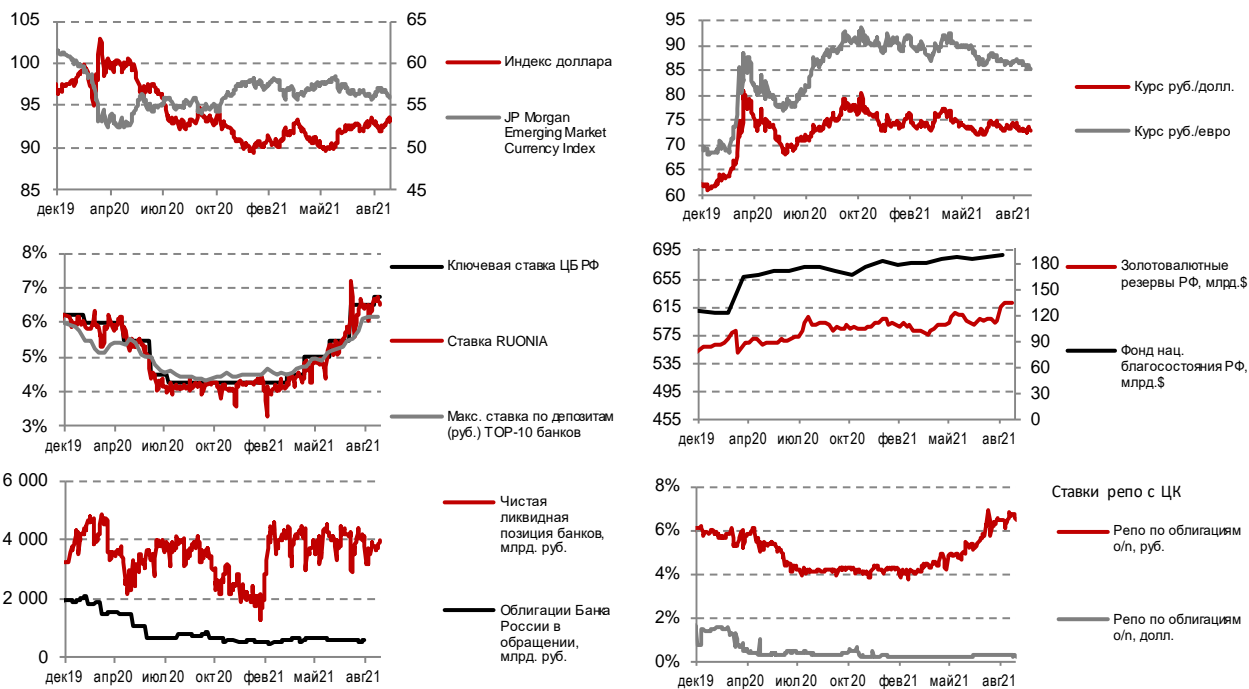 105
100
95
90
85
65
60
55
50
45
дек19 апр20 июл20 окт20 фев21 май21 авг21
Индекс доллара
JP Morgan
Emerging Market
Currency Index
95
90
85
80
75
70
65
60
дек19 апр20 июл20 окт20 фев21 май21 авг21
Курс руб./долл.
Курс руб./евро
8%
7%
6%
5%
4%
3%
дек19 апр20 июл20 окт20 фев21 май21 авг21
Ключевая ставка ЦБ РФ
Ставка RUONIA
Макс. ставка по депозитам
(руб.) TOP-10 банков
695
655
615
575
535
495
455
180
150
120
90
60
30
0
дек19 апр20 июл20 окт20 фев21 май21 авг21
Золотовалютные
резервы РФ, млрд.$
Фонд нац.
благосостояния РФ,
млрд.$
6 000
4 000
2 000
0
дек19 апр20 июл20 окт20 фев21 май21 авг21
Чистая
ликвидная
позиция банков,
млрд. руб.
Облигации Банка
России в
обращении,
млрд. руб.
8%
6%
4%
2%
0%
дек19 апр20 июл20 окт20 фев21 май21 авг21
Ставки репо с ЦК
Репо по облигациям
o/n, руб.
Репо по облигациям
o/n, долл.